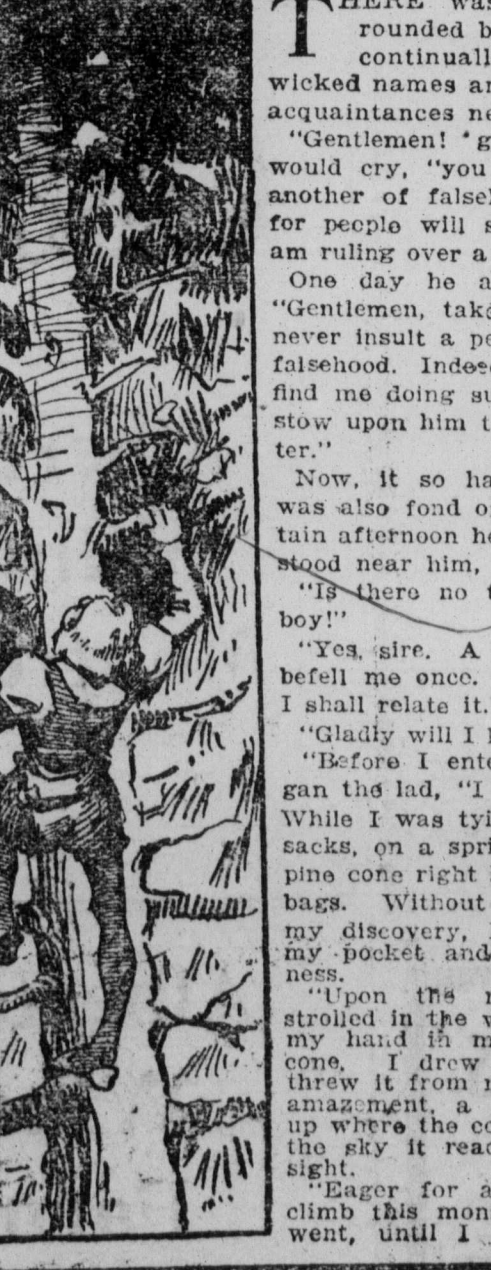 THERE was
rounded b
continuall
wicked names an
acquaintances ne
"Gentlemen! g
would cry, "you
another of false
for people will s
am ruling over a
One day he a
"Gentlemen, take
never insult a pe
falsehood. Indee
find me doing su
stow upon him t
ter."
Now, it so ha
was also fond o
tain afternoon he
stood near him,
"Is there no t
boy!"
"Yes, sire. A
befell me once.
I shall relate it.
"Gladly will I h
"Before I ente
gan the lad, "I
While I was tyi
sacks, on a spri
pine cone right
bags. Without
my discovery,
my pocket and
ness.
"Upon the
strolled in the w
my hand in m
cone. I drew
threw it from
amazement, a
up where the co
the sky it reac
sight.
"Eager for a
climb this mon
went, until I